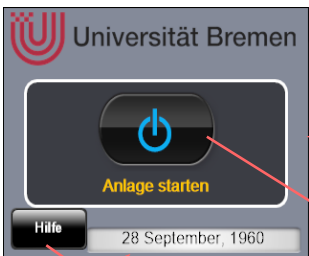 Universität Bremen
Anlage starten
Hilfe
28 September, 1960